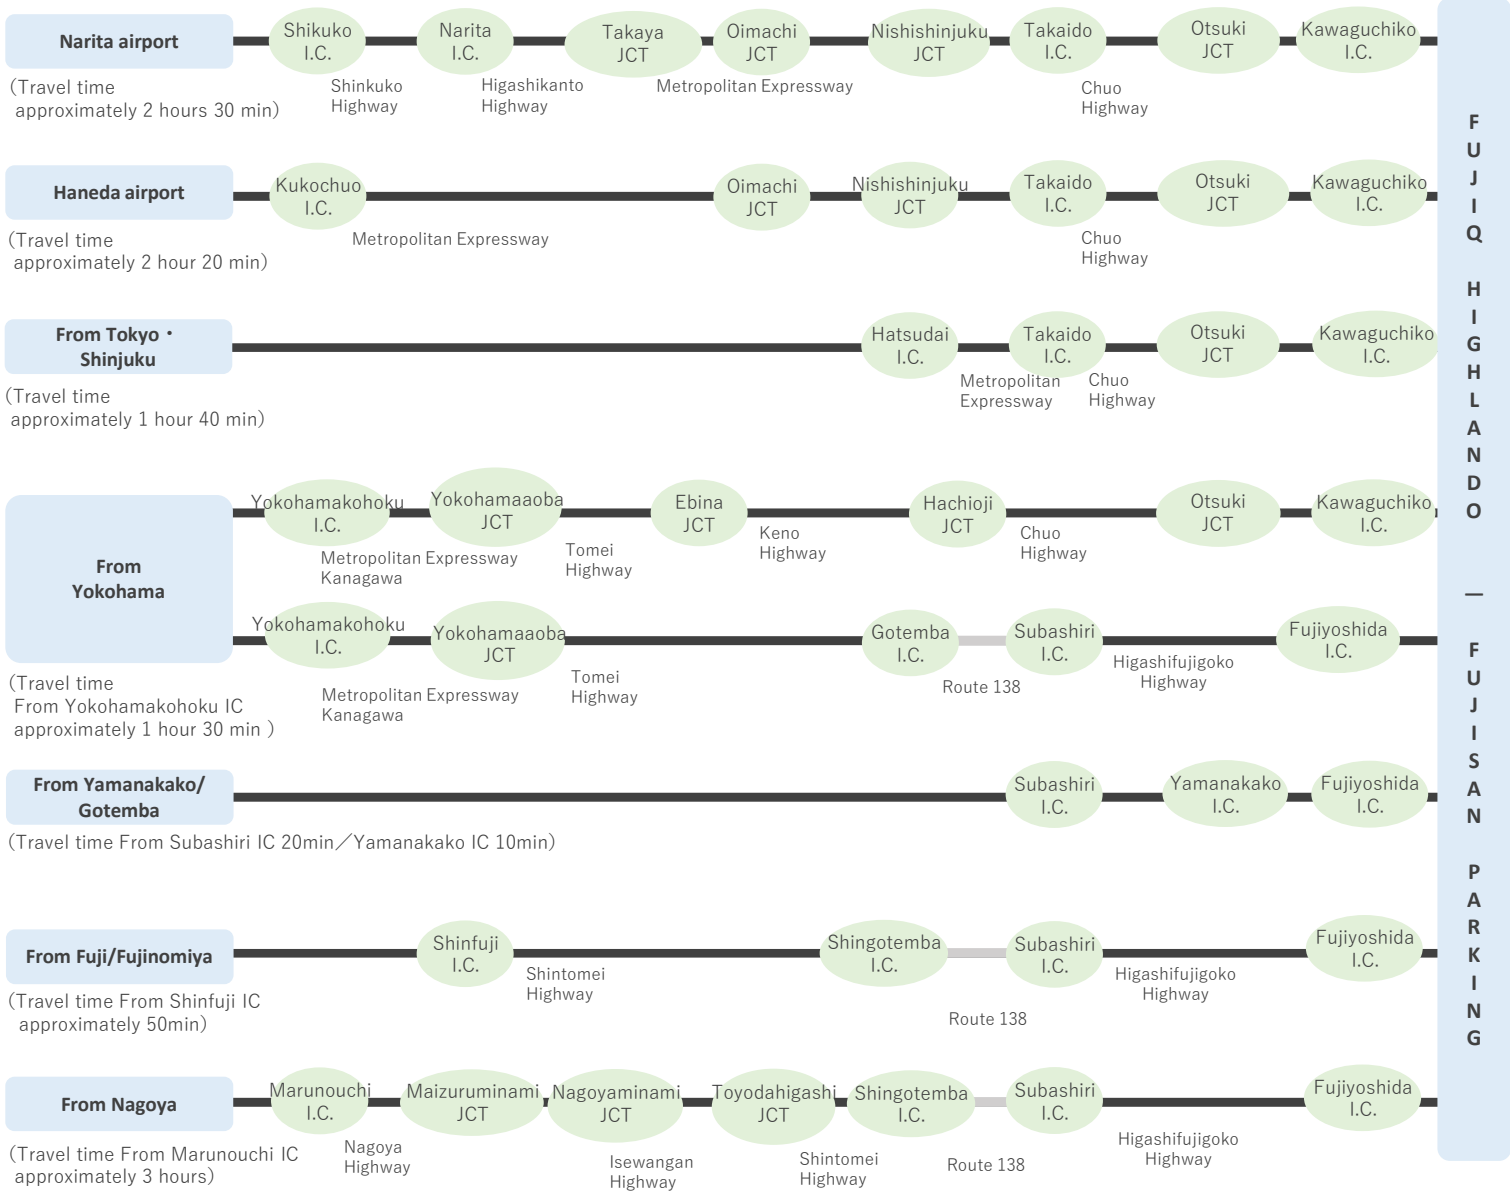 Narita airport
Shikuko
I.C.
Narita
I.C.
Takaya
JCT
Oimachi
JCT
Nishishinjuku
JCT
Takaido
I.C.
Otsuki
JCT
Kawaguchiko
I.C.
(Travel time
approximately 2 hours 30 min)
Shinkuko
Highway
Higashikanto
Highway
Metropolitan Expressway
Chuo
Highway
Haneda airport
Kukochuo
I.C.
Oimachi
JCT
Nishishinjuku
JCT
Takaido
I.C.
Otsuki
JCT
Kawaguchiko
I.C.
(Travel time
approximately 2 hour 20 min)
Metropolitan Expressway
Chuo
Highway
From Tokyo・
Shinjuku
Hatsudai
I.C.
Takaido
I.C.
Otsuki
JCT
Kawaguchiko
I.C.
(Travel time
approximately 1 hour 40 min)
Metropolitan
Expressway
Chuo
Highway
From
Yokohama
Yokohamakohoku
I.C.
Yokohamaaoba
JCT
Ebina
JCT
Hachioji
JCT
Otsuki
JCT
Kawaguchiko
I.C.
Metropolitan Expressway
Kanagawa
Tomei
Highway
Keno
Highway
Chuo
Highway
Yokohamakohoku
I.C.
Yokohamaaoba
JCT
Gotemba
I.C.
Subashiri
I.C.
Fujiyoshida
I.C.
Metropolitan Expressway
Kanagawa
Tomei
Highway
Route 138
Higashifujigoko
Highway
(Travel time
From Yokohamakohoku IC
approximately 1 hour 30 min )
From Yamanakako/
Gotemba
Subashiri
I.C.
Yamanakako
I.C.
Fujiyoshida
I.C.
(Travel time From Subashiri IC 20min／Yamanakako IC 10min)
From Fuji/Fujinomiya
Shinfuji
I.C.
Shingotemba
I.C.
Subashiri
I.C.
Fujiyoshida
I.C.
(Travel time From Shinfuji IC
approximately 50min)
Shintomei
Highway
Route 138
Higashifujigoko
Highway
From Nagoya
Marunouchi
I.C.
Maizuruminami
JCT
Nagoyaminami
JCT
Toyodahigashi
JCT
Shingotemba
I.C.
Subashiri
I.C.
Fujiyoshida
I.C.
(Travel time From Marunouchi IC
approximately 3 hours)
Nagoya
Highway
Isewangan
Highway
Shintomei
Highway
Route 138
Higashifujigoko
Highway
FUJIQ HIGHLANDO — FUJISAN PARKING